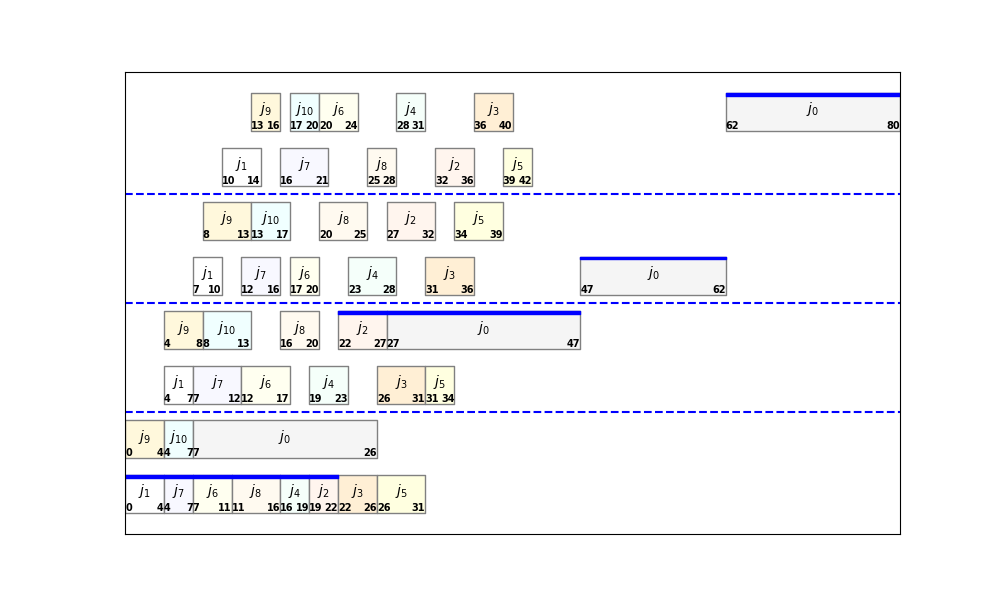 j9 j10 j6 j4 j3 j0
13 16 17 20 20 24 28 31 36 40 62 80
j1 j7 j8 j2 j5
10 14 16 21 25 28 32 36 39 42
j9 j10 j8 j2 j5
8 13 13 17 20 25 27 32 34 39
j1 j7 j6 j4 j3 j0
7 10 12 16 17 20 23 28 31 36 47 62
j9 j10 j8 j2 j0
4 8 8 13 16 20 22 27 27 47
j1 j7 j6 j4 j3 j5
4 7 7 12 12 17 19 23 26 31 31 34
j9 j10 j0
0 4 4 7 7 26
j1 j7 j6 j8 j4 j2 j3 j5
0 4 4 7 7 11 11 16 16 19 19 22 22 26 26 31